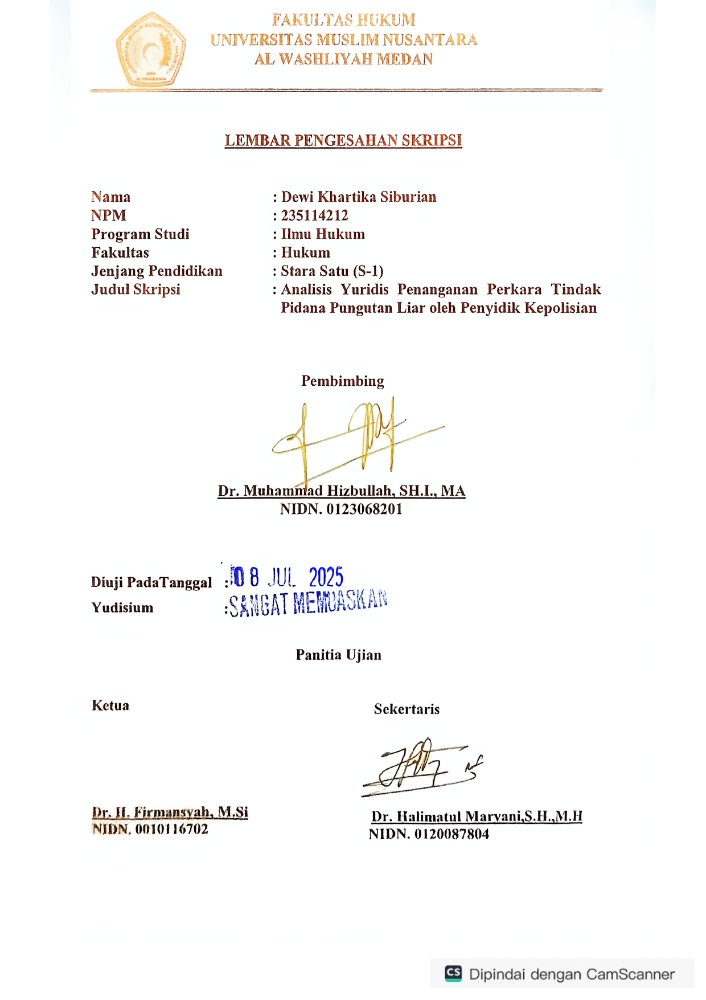 FAKULTAS HUKUM
UNIVERSITAS MUSLIM NUSANTARA
AL WASHLIYAH MEDAN
LEMBAR PENGESAHAN SKRIPSI
Nama : Dewi Khartika Siburian
NPM : 235114212
Program Studi : Ilmu Hukum
Fakultas : Hukum
Jenjang Pendidikan : Stara Satu (S-1)
Judul Skripsi : Analisis Yuridis Penanganan Perkara Tindak
Pidana Pungutan Liar oleh Penyidik Kepolisian
Pembimbing
Dr. Muhammad Hizbullah, SH.I., MA
NIDN. 0123068201
Diuji PadaTanggal : 08 JUL 2025
Yudisium : SANGAT MEMUASKAN
Panitia Ujian
Ketua Sekertaris
Dr. H. Firmansyah, M.Si Dr. Halimatul Maryani,S.H.,M.H
NIDN. 0010116702 NIDN. 0120087804
CS Dipindai dengan CamScanner